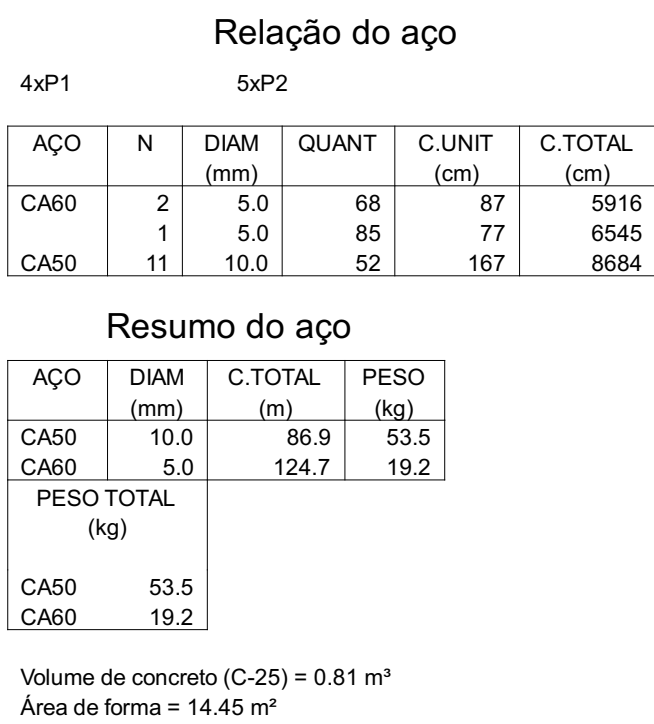 Relação do aço
4xP1 5xP2
AÇO N DIAM QUANT C.UNIT C.TOTAL
(mm) (cm) (cm)
CA60 2 5.0 68 87 5916
1 5.0 85 77 6545
CA50 11 10.0 52 167 8684
Resumo do aço
AÇO DIAM C.TOTAL PESO
(mm) (m) (kg)
CA50 10.0 86.9 53.5
CA60 5.0 124.7 19.2
PESO TOTAL
(kg)
CA50 53.5
CA60 19.2
Volume de concreto (C-25) = 0.81 m³
Área de forma = 14.45 m²